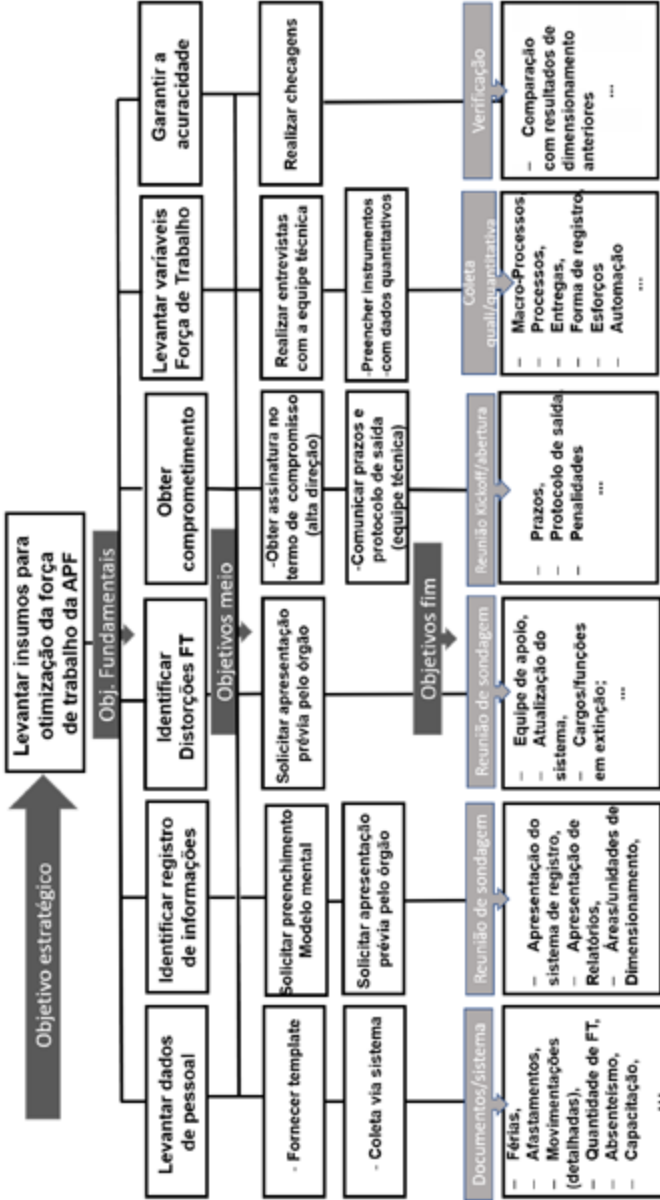 Objetivo estratégico
Levantar insumos para
otimização da força
de trabalho da APF
Obj. Fundamentais
Levantar dados
de pessoal
Identificar registro
de informações
Identificar
Distorções FT
Obter
comprometimento
Levantar varíaveis
Força de Trabalho
Garantir a
acuracidade
Objetivos meio
- Fornecer template
Solicitar preenchimento
Modelo mental
Solicitar apresentação
prévia pelo órgão
-Obter assinatura no
termo de compromisso
(alta direção)
Realizar entrevistas
com a equipe técnica
Realizar checagens
- Coleta via sistema
Solicitar apresentação
prévia pelo órgão
-Comunicar prazos e
protocolo de saída
(equipe técnica)
-Preencher instrumentos
-com dados quantitativos
Objetivos fim
Documentos/sistema
Reunião de sondagem
Reunião de sondagem
Reunião Kickoff/abertura
Coleta
quali/quantitativa
Verificação
– Férias,
– Afastamentos,
– Movimentações
(detalhadas),
– Quantidade de FT,
– Absenteísmo,
– Capacitação,
...
– Apresentação do
sistema de registro,
– Apresentação de
Relatórios,
– Áreas/unidades de
Dimensionamento,
– Equipe de apoio,
– Atualização do
sistema,
– Cargos/funções
em extinção;
...
– Prazos,
– Protocolo de saída,
– Penalidades
...
– Macro-Processos,
– Processos,
– Entregas,
– Forma de registro,
– Esforços
– Automação
...
– Comparação
com resultados de
dimensionamento
anteriores
...